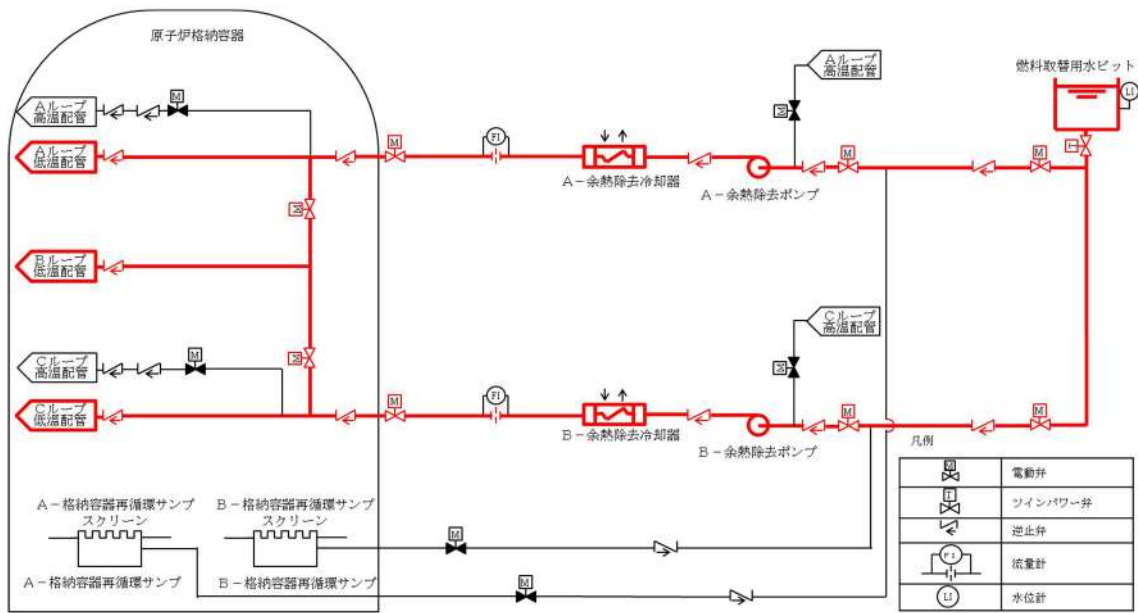 原子炉格納容器
Aループ
高温配管
燃料取替用水ピット
M
Aループ
高温配管
M
LI
M
T
Aループ
低温配管
M
FI
M
M
A-余熱除去冷却器
A-余熱除去ポンプ
M
Bループ
低温配管
Cループ
高温配管
M
Cループ
高温配管
M
M
Cループ
低温配管
M
FI
M
M
B-余熱除去冷却器
B-余熱除去ポンプ
凡例
M
電動弁
T
ツインパワー弁
逆止弁
FI
流量計
LI
水位計
A-格納容器再循環サンプ
スクリーン
B-格納容器再循環サンプ
スクリーン
M
A-格納容器再循環サンプ
B-格納容器再循環サンプ
M